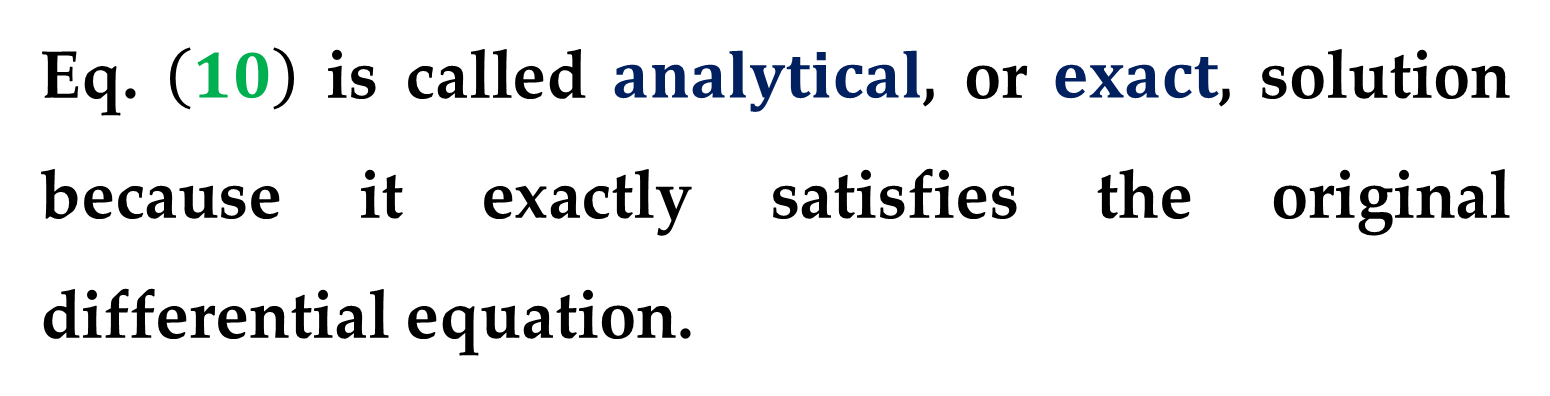 Eq. (10) is called analytical, or exact, solution
because it exactly satisfies the original
differential equation.